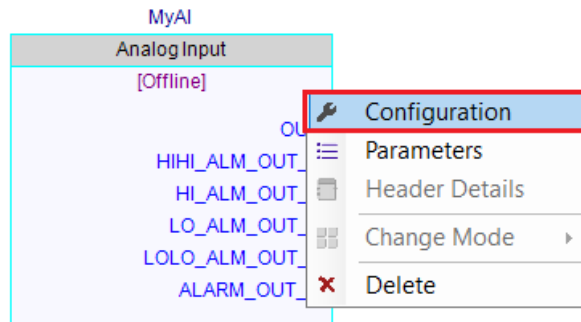 MyAI
Analog Input
[Offline]
OU
HIHI_ALM_OUT_
HI_ALM_OUT_
LO_ALM_OUT_
LOLO_ALM_OUT_
ALARM_OUT_
Configuration
Parameters
Header Details
Change Mode
Delete